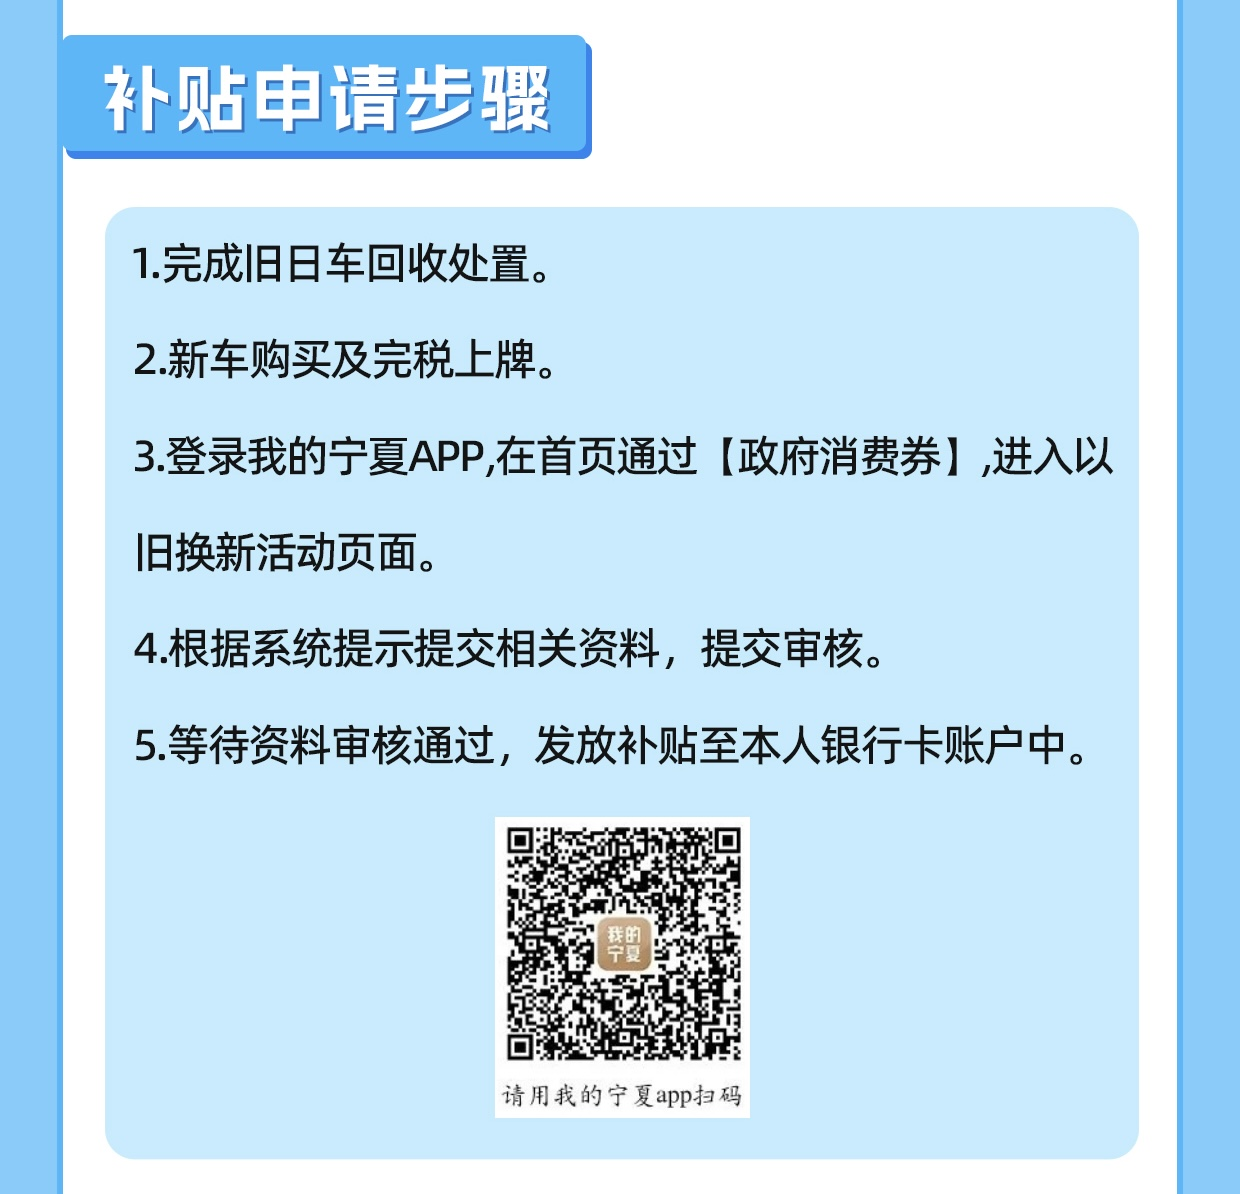 补贴申请步骤
1.完成旧日车回收处置。
2.新车购买及完税上牌。
3.登录我的宁夏APP,在首页通过【政府消费券】,进入以
旧换新活动页面。
4.根据系统提示提交相关资料，提交审核。
5.等待资料审核通过，发放补贴至本人银行卡账户中。
我的
宁夏
请用我的宁夏app扫码